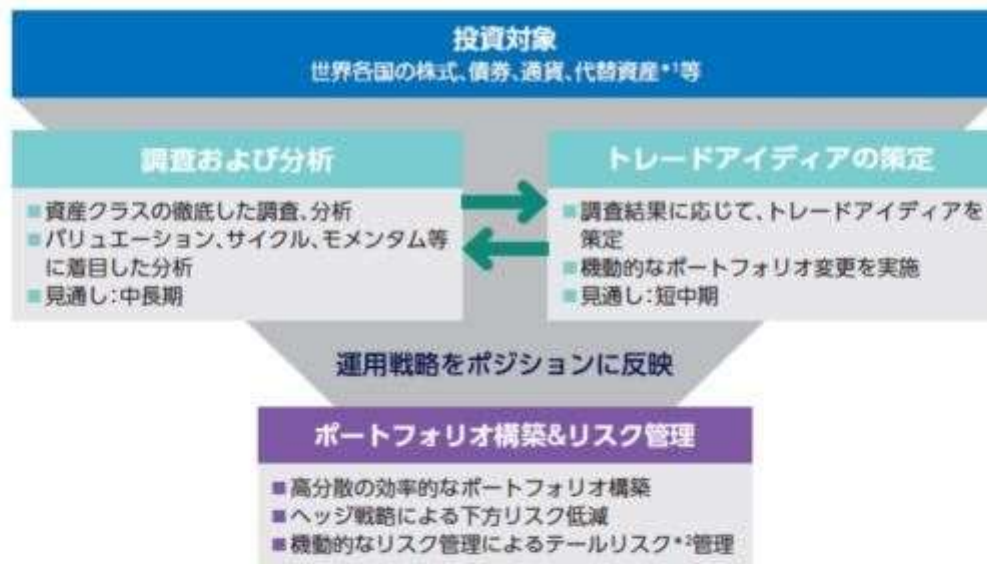 投資対象
世界各国の株式、債券、通貨、代替資産*1等
調査および分析
■資産クラスの徹底した調査、分析
■バリュエーション、サイクル、モメンタム等
に着目した分析
■見通し:中長期
トレードアイディアの策定
■調査結果に応じて、トレードアイディアを
策定
■機動的なポートフォリオ変更を実施
■見通し:短中期
運用戦略をポジションに反映
ポートフォリオ構築&リスク管理
■高分散の効率的なポートフォリオ構築
■ヘッジ戦略による下方リスク低減
■機動的なリスク管理によるテールリスク*2管理